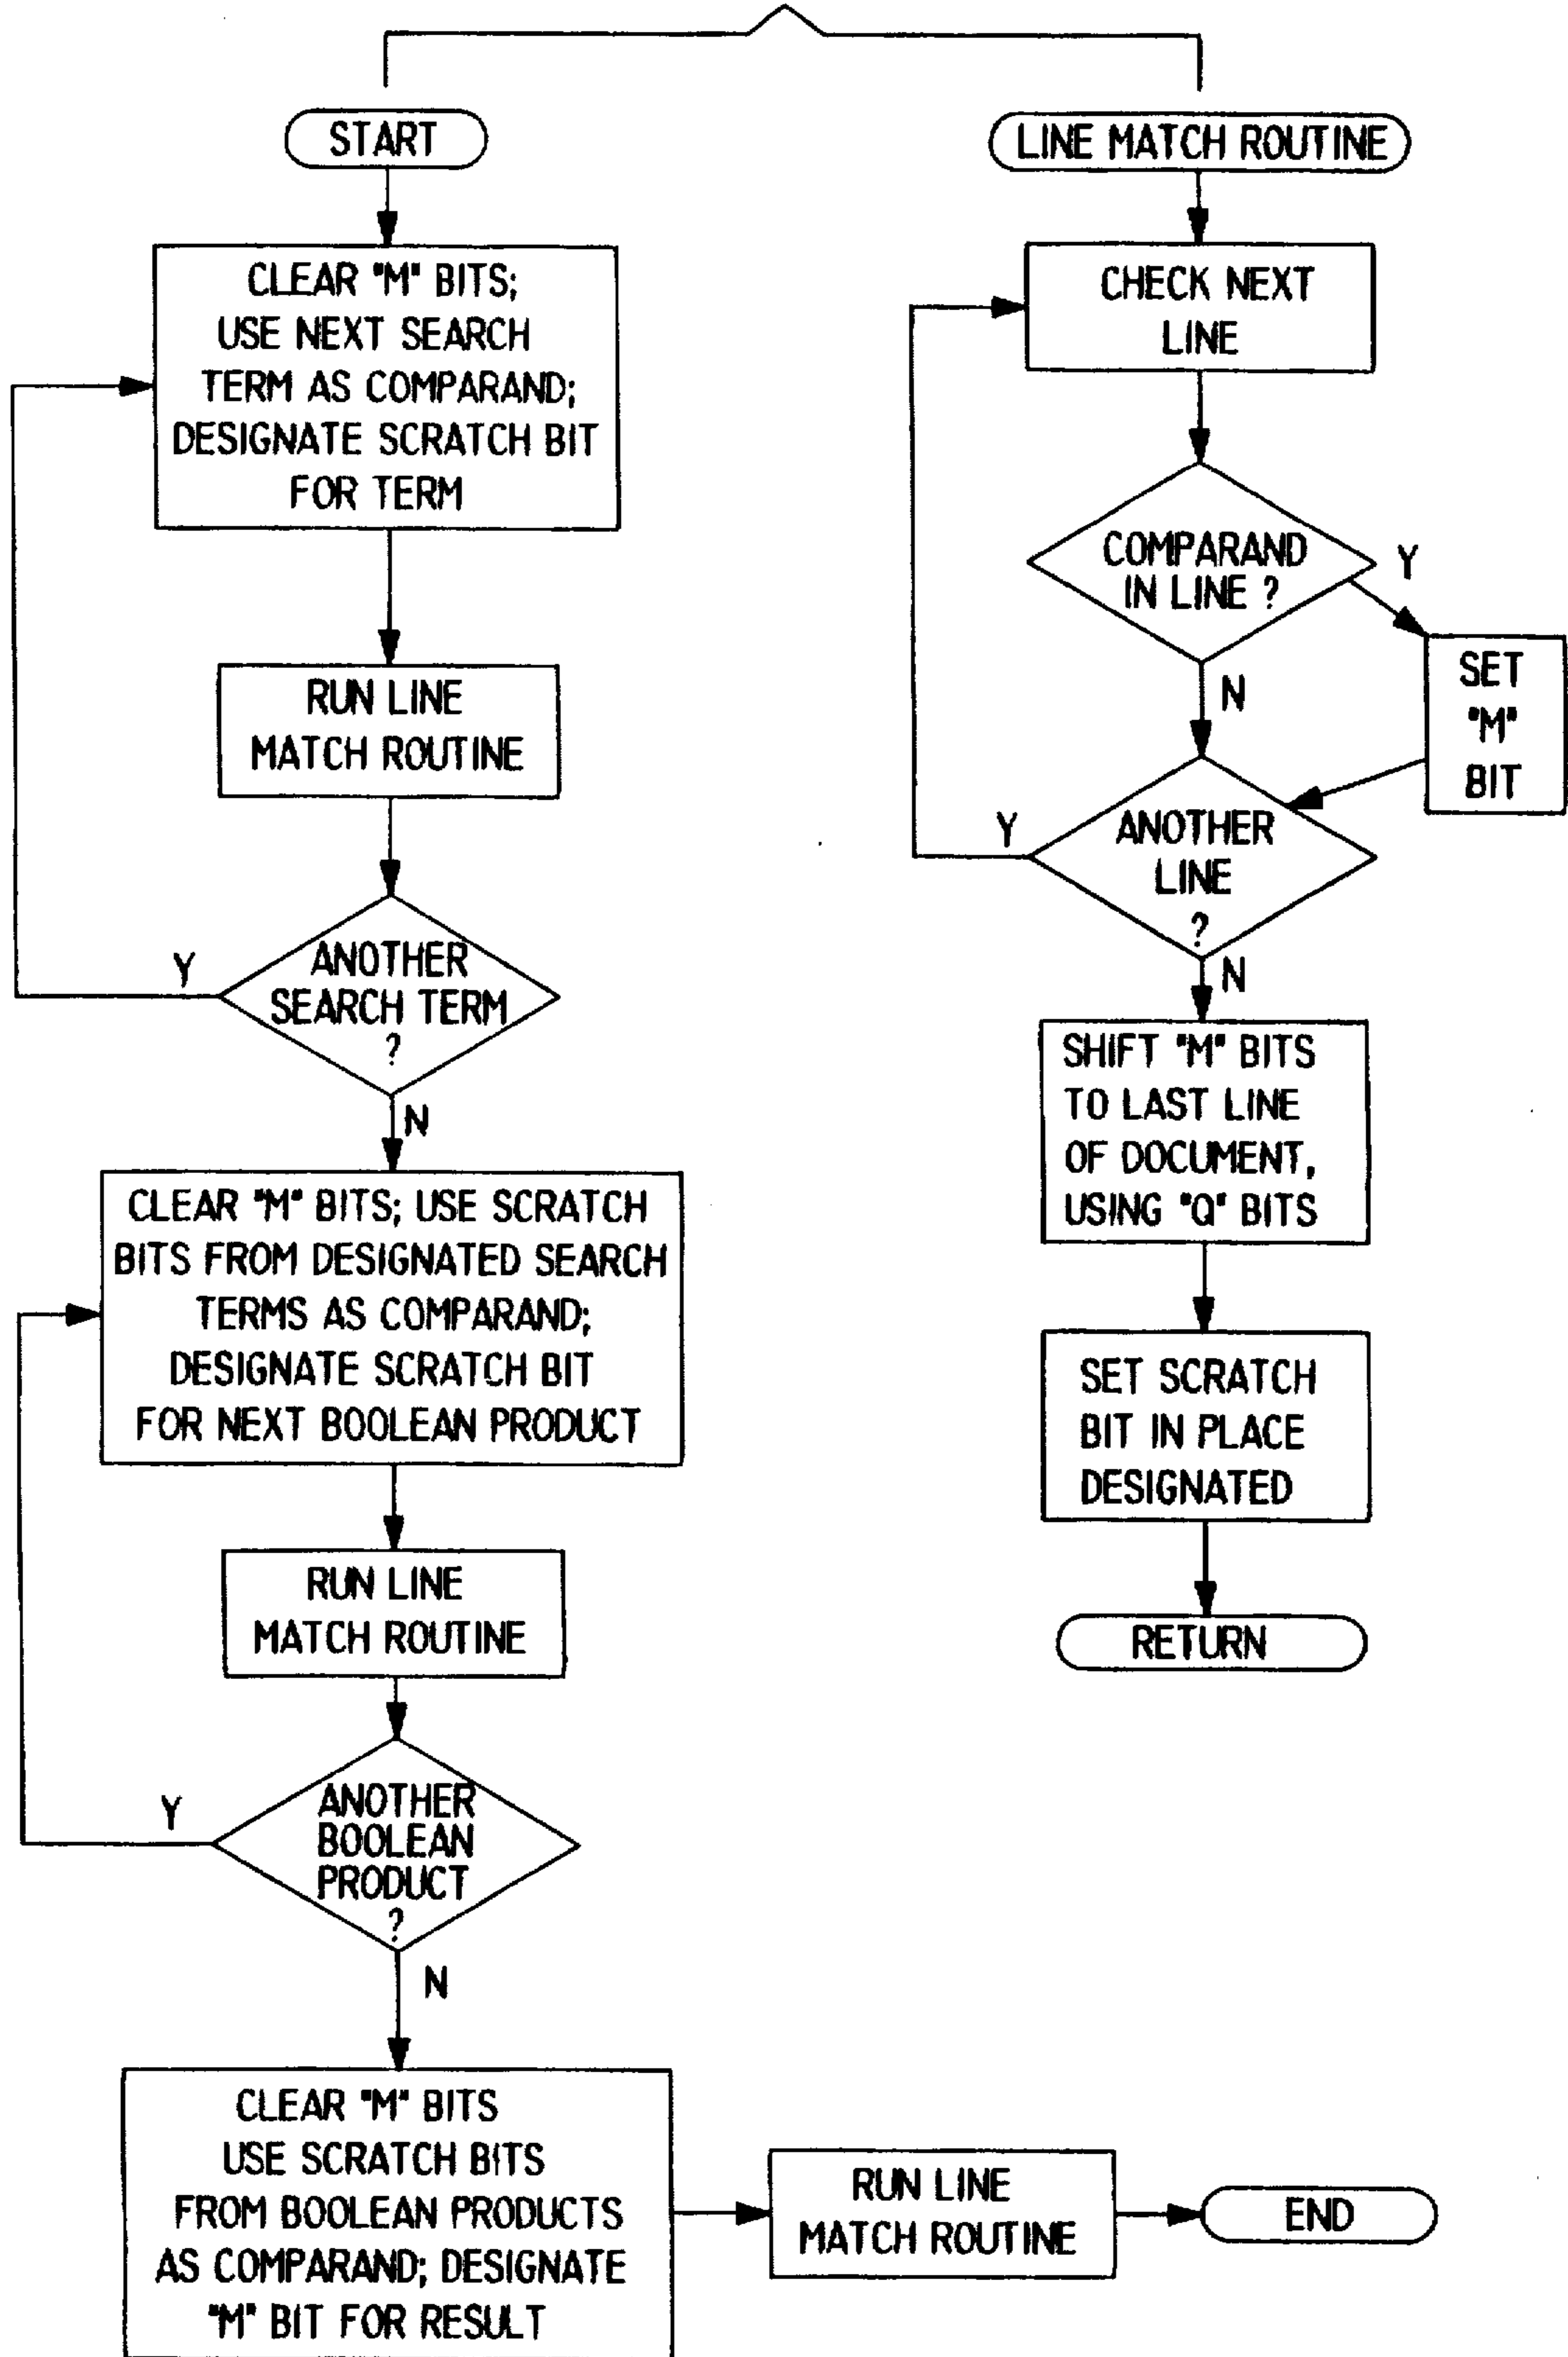 START
CLEAR "M" BITS;
USE NEXT SEARCH
TERM AS COMPARAND;
DESIGNATE SCRATCH BIT
FOR TERM
RUN LINE
MATCH ROUTINE
ANOTHER
SEARCH TERM
?
Y
N
CLEAR "M" BITS; USE SCRATCH
BITS FROM DESIGNATED SEARCH
TERMS AS COMPARAND;
DESIGNATE SCRATCH BIT
FOR NEXT BOOLEAN PRODUCT
RUN LINE
MATCH ROUTINE
ANOTHER
BOOLEAN
PRODUCT
?
Y
N
CLEAR "M" BITS
USE SCRATCH BITS
FROM BOOLEAN PRODUCTS
AS COMPARAND; DESIGNATE
"M" BIT FOR RESULT
RUN LINE
MATCH ROUTINE
END
LINE MATCH ROUTINE
CHECK NEXT
LINE
COMPARAND
IN LINE ?
Y
N
SET
"M"
BIT
ANOTHER
LINE
?
Y
N
SHIFT "M" BITS
TO LAST LINE
OF DOCUMENT,
USING "Q" BITS
SET SCRATCH
BIT IN PLACE
DESIGNATED
RETURN